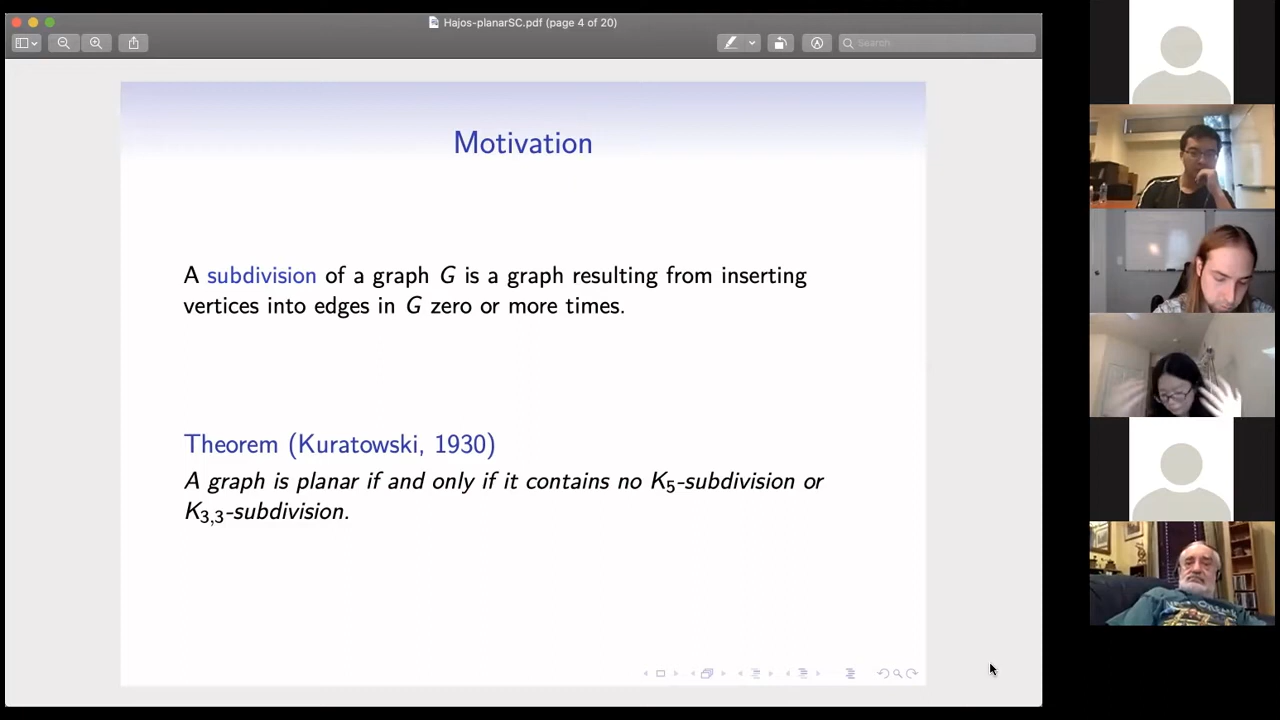 Hajos-planarSC.pdf (page 4 of 20)
Search
Motivation
A subdivision of a graph G is a graph resulting from inserting
vertices into edges in G zero or more times.
Theorem (Kuratowski, 1930)
A graph is planar if and only if it contains no K₅-subdivision or
K₃,₃-subdivision.